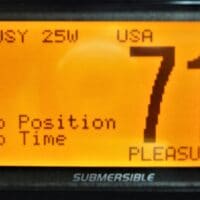 USY 25W USA
71
o Position
o Time
PLEASU
SUBMERSIBLE